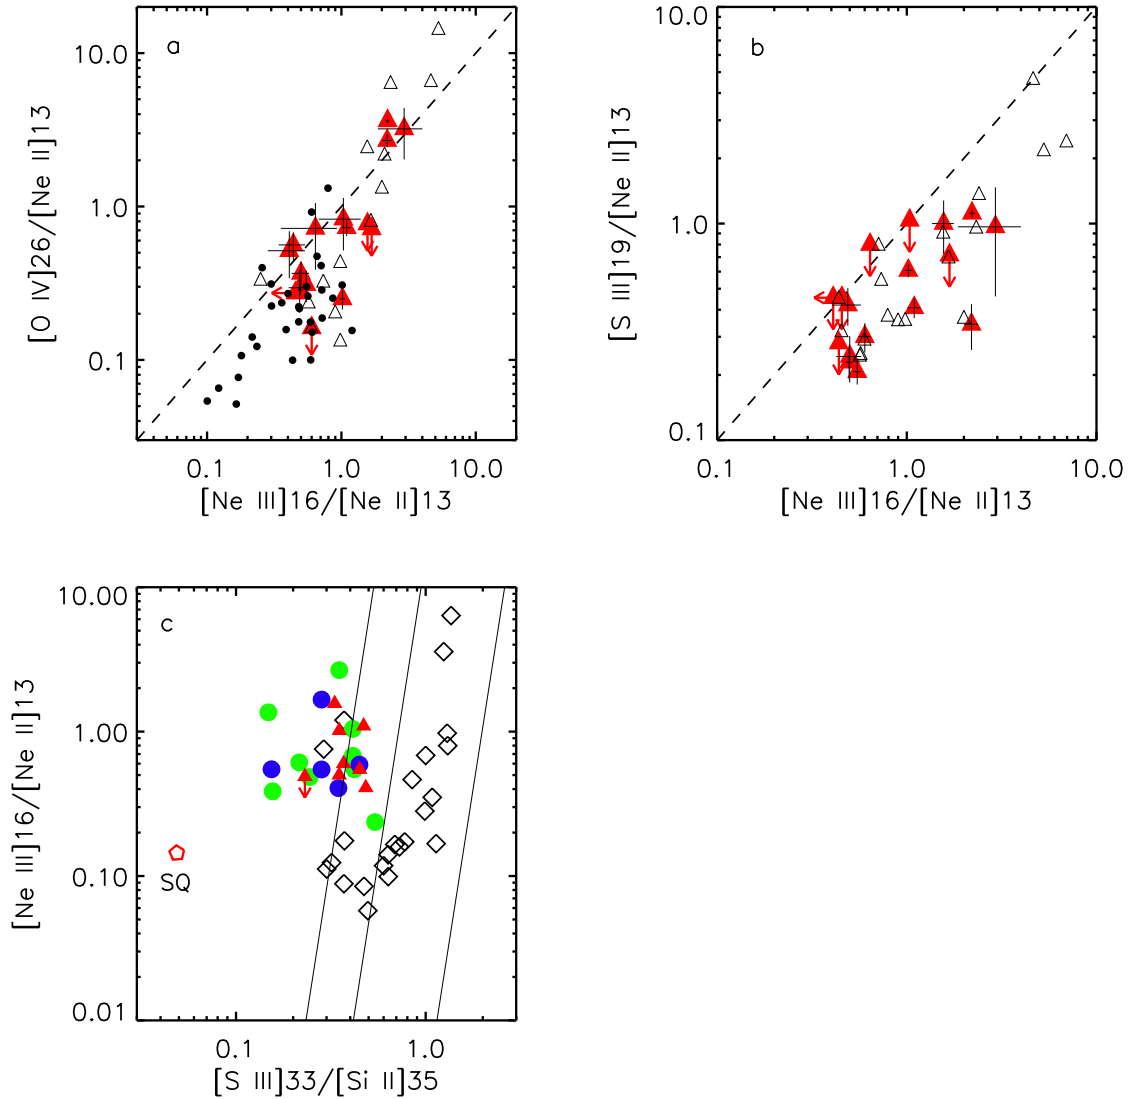 a
10.0
1.0
0.1
[O IV]26/[Ne II]13
0.1 1.0 10.0
[Ne III]16/[Ne II]13
b
10.0
1.0
0.1
[S III]19/[Ne II]13
0.1 1.0 10.0
[Ne III]16/[Ne II]13
c
10.00
1.00
0.10
0.01
[Ne III]16/[Ne II]13
SQ
0.1 1.0
[S III]33/[Si II]35